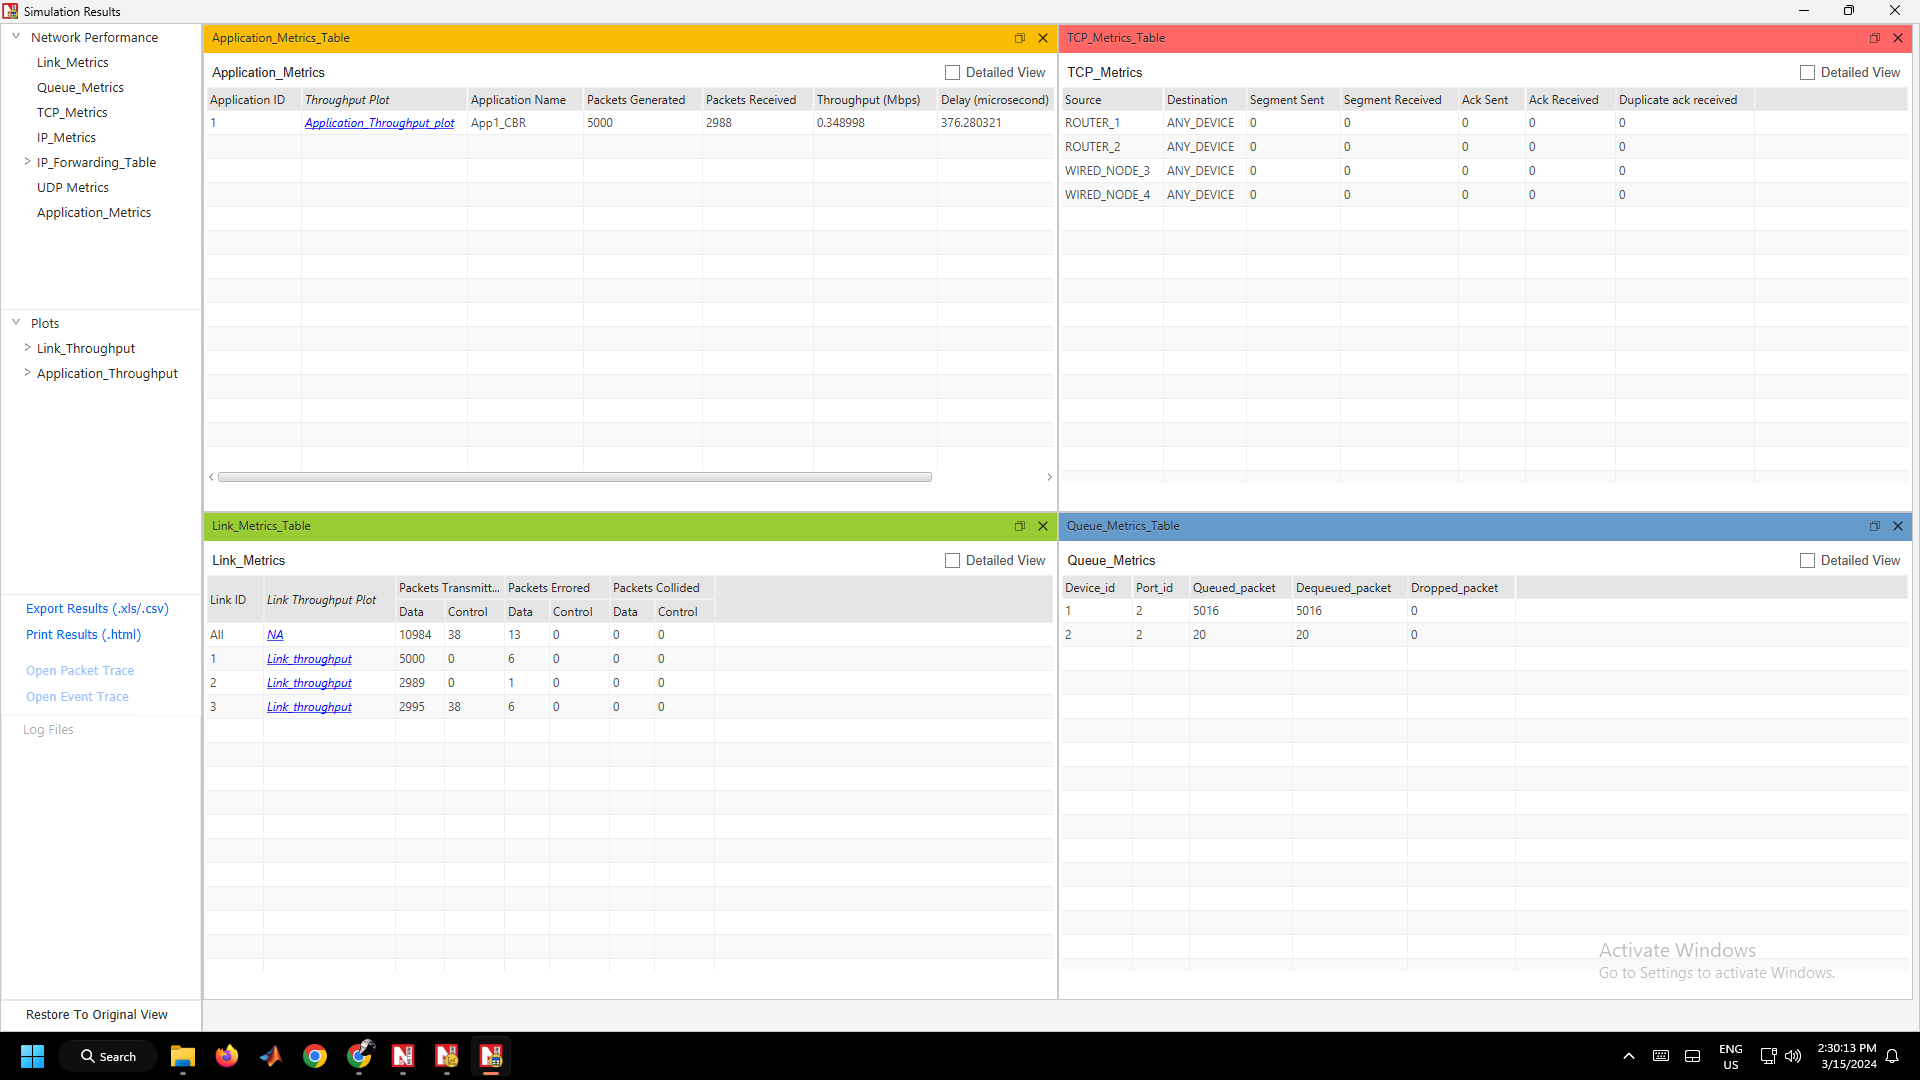 Simulation Results
Network Performance
Link_Metrics
Queue_Metrics
TCP_Metrics
IP_Metrics
IP_Forwarding_Table
UDP Metrics
Application_Metrics
Plots
Link_Throughput
Application_Throughput
Export Results (.xls/.csv)
Print Results (.html)
Open Packet Trace
Open Event Trace
Log Files
Restore To Original View
Application_Metrics_Table
Application_Metrics Detailed View
Application ID Throughput Plot Application Name Packets Generated Packets Received Throughput (Mbps) Delay (microsecond)
1 Application_Throughput_plot App1_CBR 5000 2988 0.348998 376.280321
TCP_Metrics_Table
TCP_Metrics Detailed View
Source Destination Segment Sent Segment Received Ack Sent Ack Received Duplicate ack received
ROUTER_1 ANY_DEVICE 0 0 0 0 0
ROUTER_2 ANY_DEVICE 0 0 0 0 0
WIRED_NODE_3 ANY_DEVICE 0 0 0 0 0
WIRED_NODE_4 ANY_DEVICE 0 0 0 0 0
Link_Metrics_Table
Link_Metrics Detailed View
Link ID Link Throughput Plot Packets Transmitt... Packets Errored Packets Collided
Data Control Data Control Data Control
All NA 10984 38 13 0 0 0
1 Link_throughput 5000 0 6 0 0 0
2 Link_throughput 2989 0 1 0 0 0
3 Link_throughput 2995 38 6 0 0 0
Queue_Metrics_Table
Queue_Metrics Detailed View
Device_id Port_id Queued_packet Dequeued_packet Dropped_packet
1 2 5016 5016 0
2 2 20 20 0
Activate Windows
Go to Settings to activate Windows.
Search
ENG
US
2:30:13 PM
3/15/2024